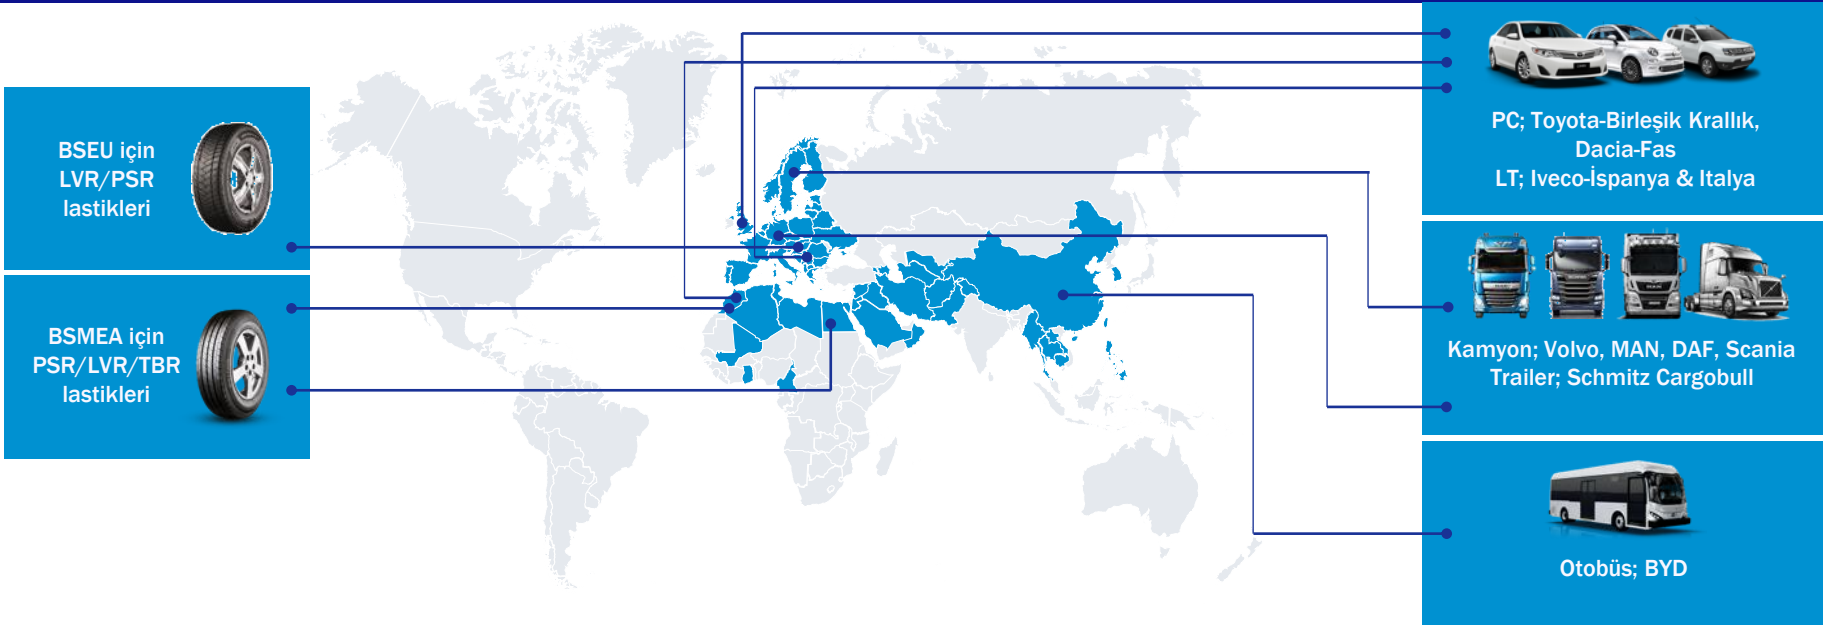 BSEU için
LVR/PSR
lastikleri
BSMEA için
PSR/LVR/TBR
lastikleri
PC; Toyota-Birleşik Krallık,
Dacia-Fas
LT; Iveco-İspanya & Italya
Kamyon; Volvo, MAN, DAF, Scania
Trailer; Schmitz Cargobull
Otobüs; BYD